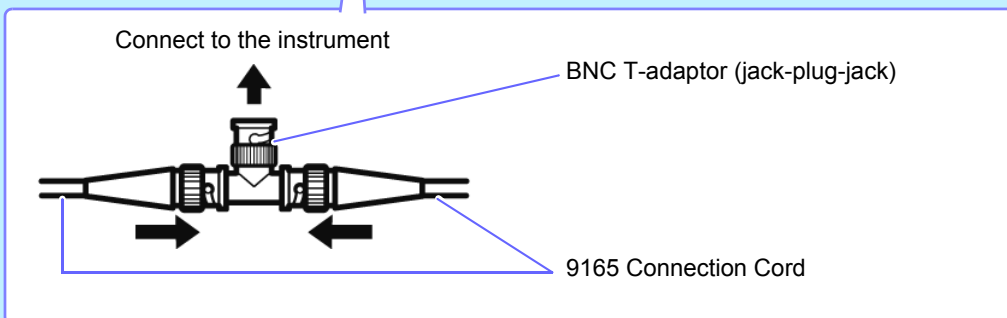 Connect to the instrument
BNC T-adaptor (jack-plug-jack)
9165 Connection Cord